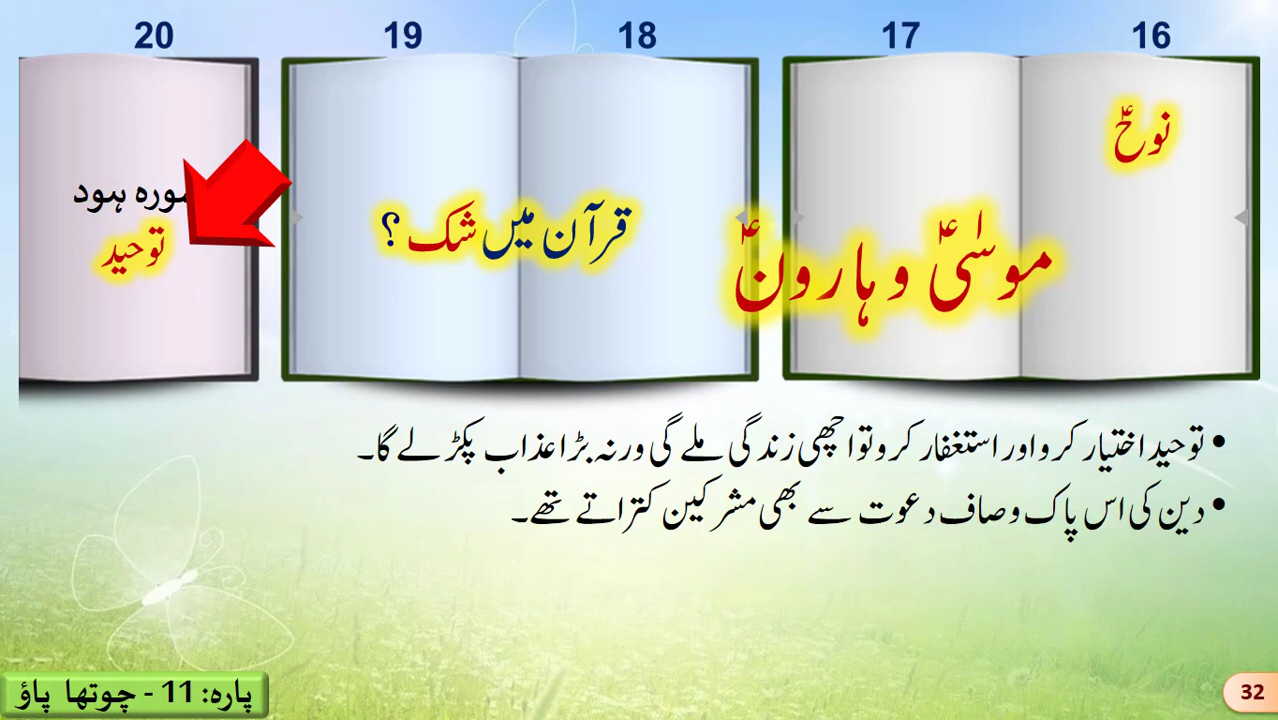 16 17 18 19 20
نوحؑ
موسٰیؑ و ہارونؑ
قرآن میں شک ؟
سورہ ہود
توحید
• توحید اختیار کرو اور استغفار کرو تو اچھی زندگی ملے گی ورنہ بڑا عذاب پکڑ لے گا۔
• دین کی اس پاک و صاف دعوت سے بھی مشرکین کتراتے تھے۔
پارہ: 11 - چوتھا پاؤ
32